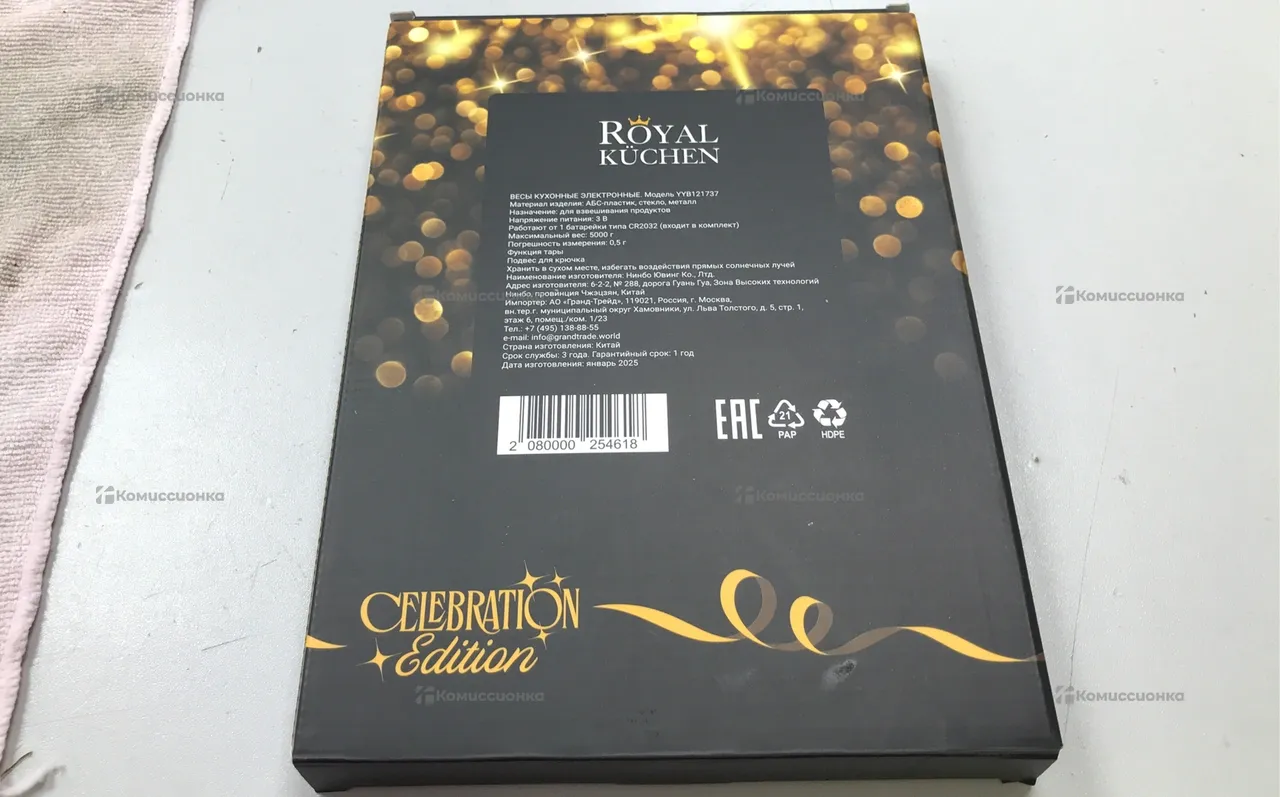 ROYAL
KÜCHEN
ВЕСЫ КУХОННЫЕ ЭЛЕКТРОННЫЕ. Модель YYB121737
Материал изделия: АБС-пластик, стекло, металл
Назначение: для взвешивания продуктов
Напряжение питания: 3 В
Работают от 1 батарейки типа CR2032 (входит в комплект)
Максимальный вес: 5000 г
Погрешность измерения: 0,5 г
Функция тары
Подвес для крючка
Хранить в сухом месте, избегать воздействия прямых солнечных лучей
Наименование изготовителя: Нинбо Ювинг Ко., Лтд.
Адрес изготовителя: 6-2-2, № 288, дорога Гуань Гуа, Зона Высоких технологий
Нинбо, провинция Чжэцзян, Китай
Импортер: АО «Гранд-Трейд», 119021, Россия, г. Москва,
вн.тер.г. муниципальный округ Хамовники, ул. Льва Толстого, д. 5, стр. 1,
этаж 6, помещ./ком. 1/23
Тел.: +7 (495) 138-88-55
e-mail: info@grandtrade.world
Страна изготовления: Китай
Срок службы: 3 года. Гарантийный срок: 1 год
Дата изготовления: январь 2025
2 080000 254618
EAC
21
PAP
HDPE
CELEBRATION
Edition
Комиссионка
Комиссионка
Комиссионка
Комиссионка
Комиссионка
Комиссионка
Комиссионка
Комиссионка